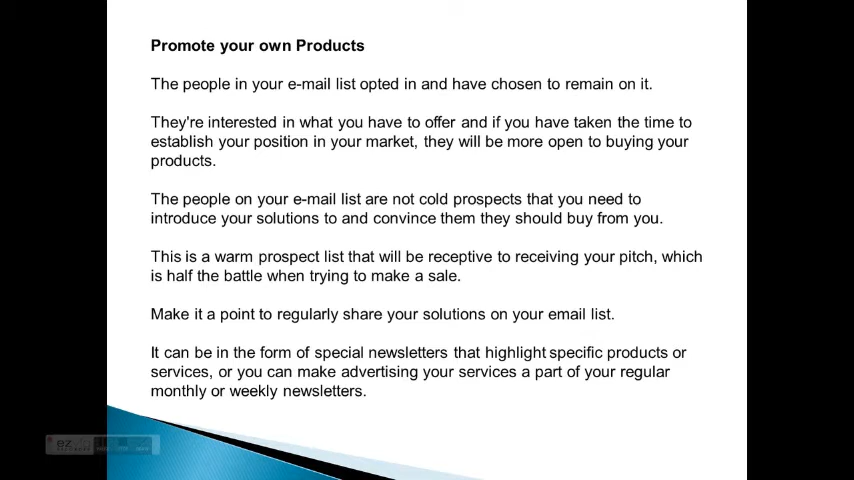 Promote your own Products
The people in your e-mail list opted in and have chosen to remain on it.
They're interested in what you have to offer and if you have taken the time to
establish your position in your market, they will be more open to buying your
products.
The people on your e-mail list are not cold prospects that you need to
introduce your solutions to and convince them they should buy from you.
This is a warm prospect list that will be receptive to receiving your pitch, which
is half the battle when trying to make a sale.
Make it a point to regularly share your solutions on your email list.
It can be in the form of special newsletters that highlight specific products or
services, or you can make advertising your services a part of your regular
monthly or weekly newsletters.
ez